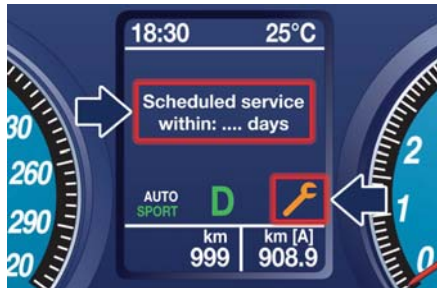 18:30 25°C
Scheduled service
within: .... days
30
260
290
20
AUTO
SPORT
D
2
1
0
km km [A]
999 908.9